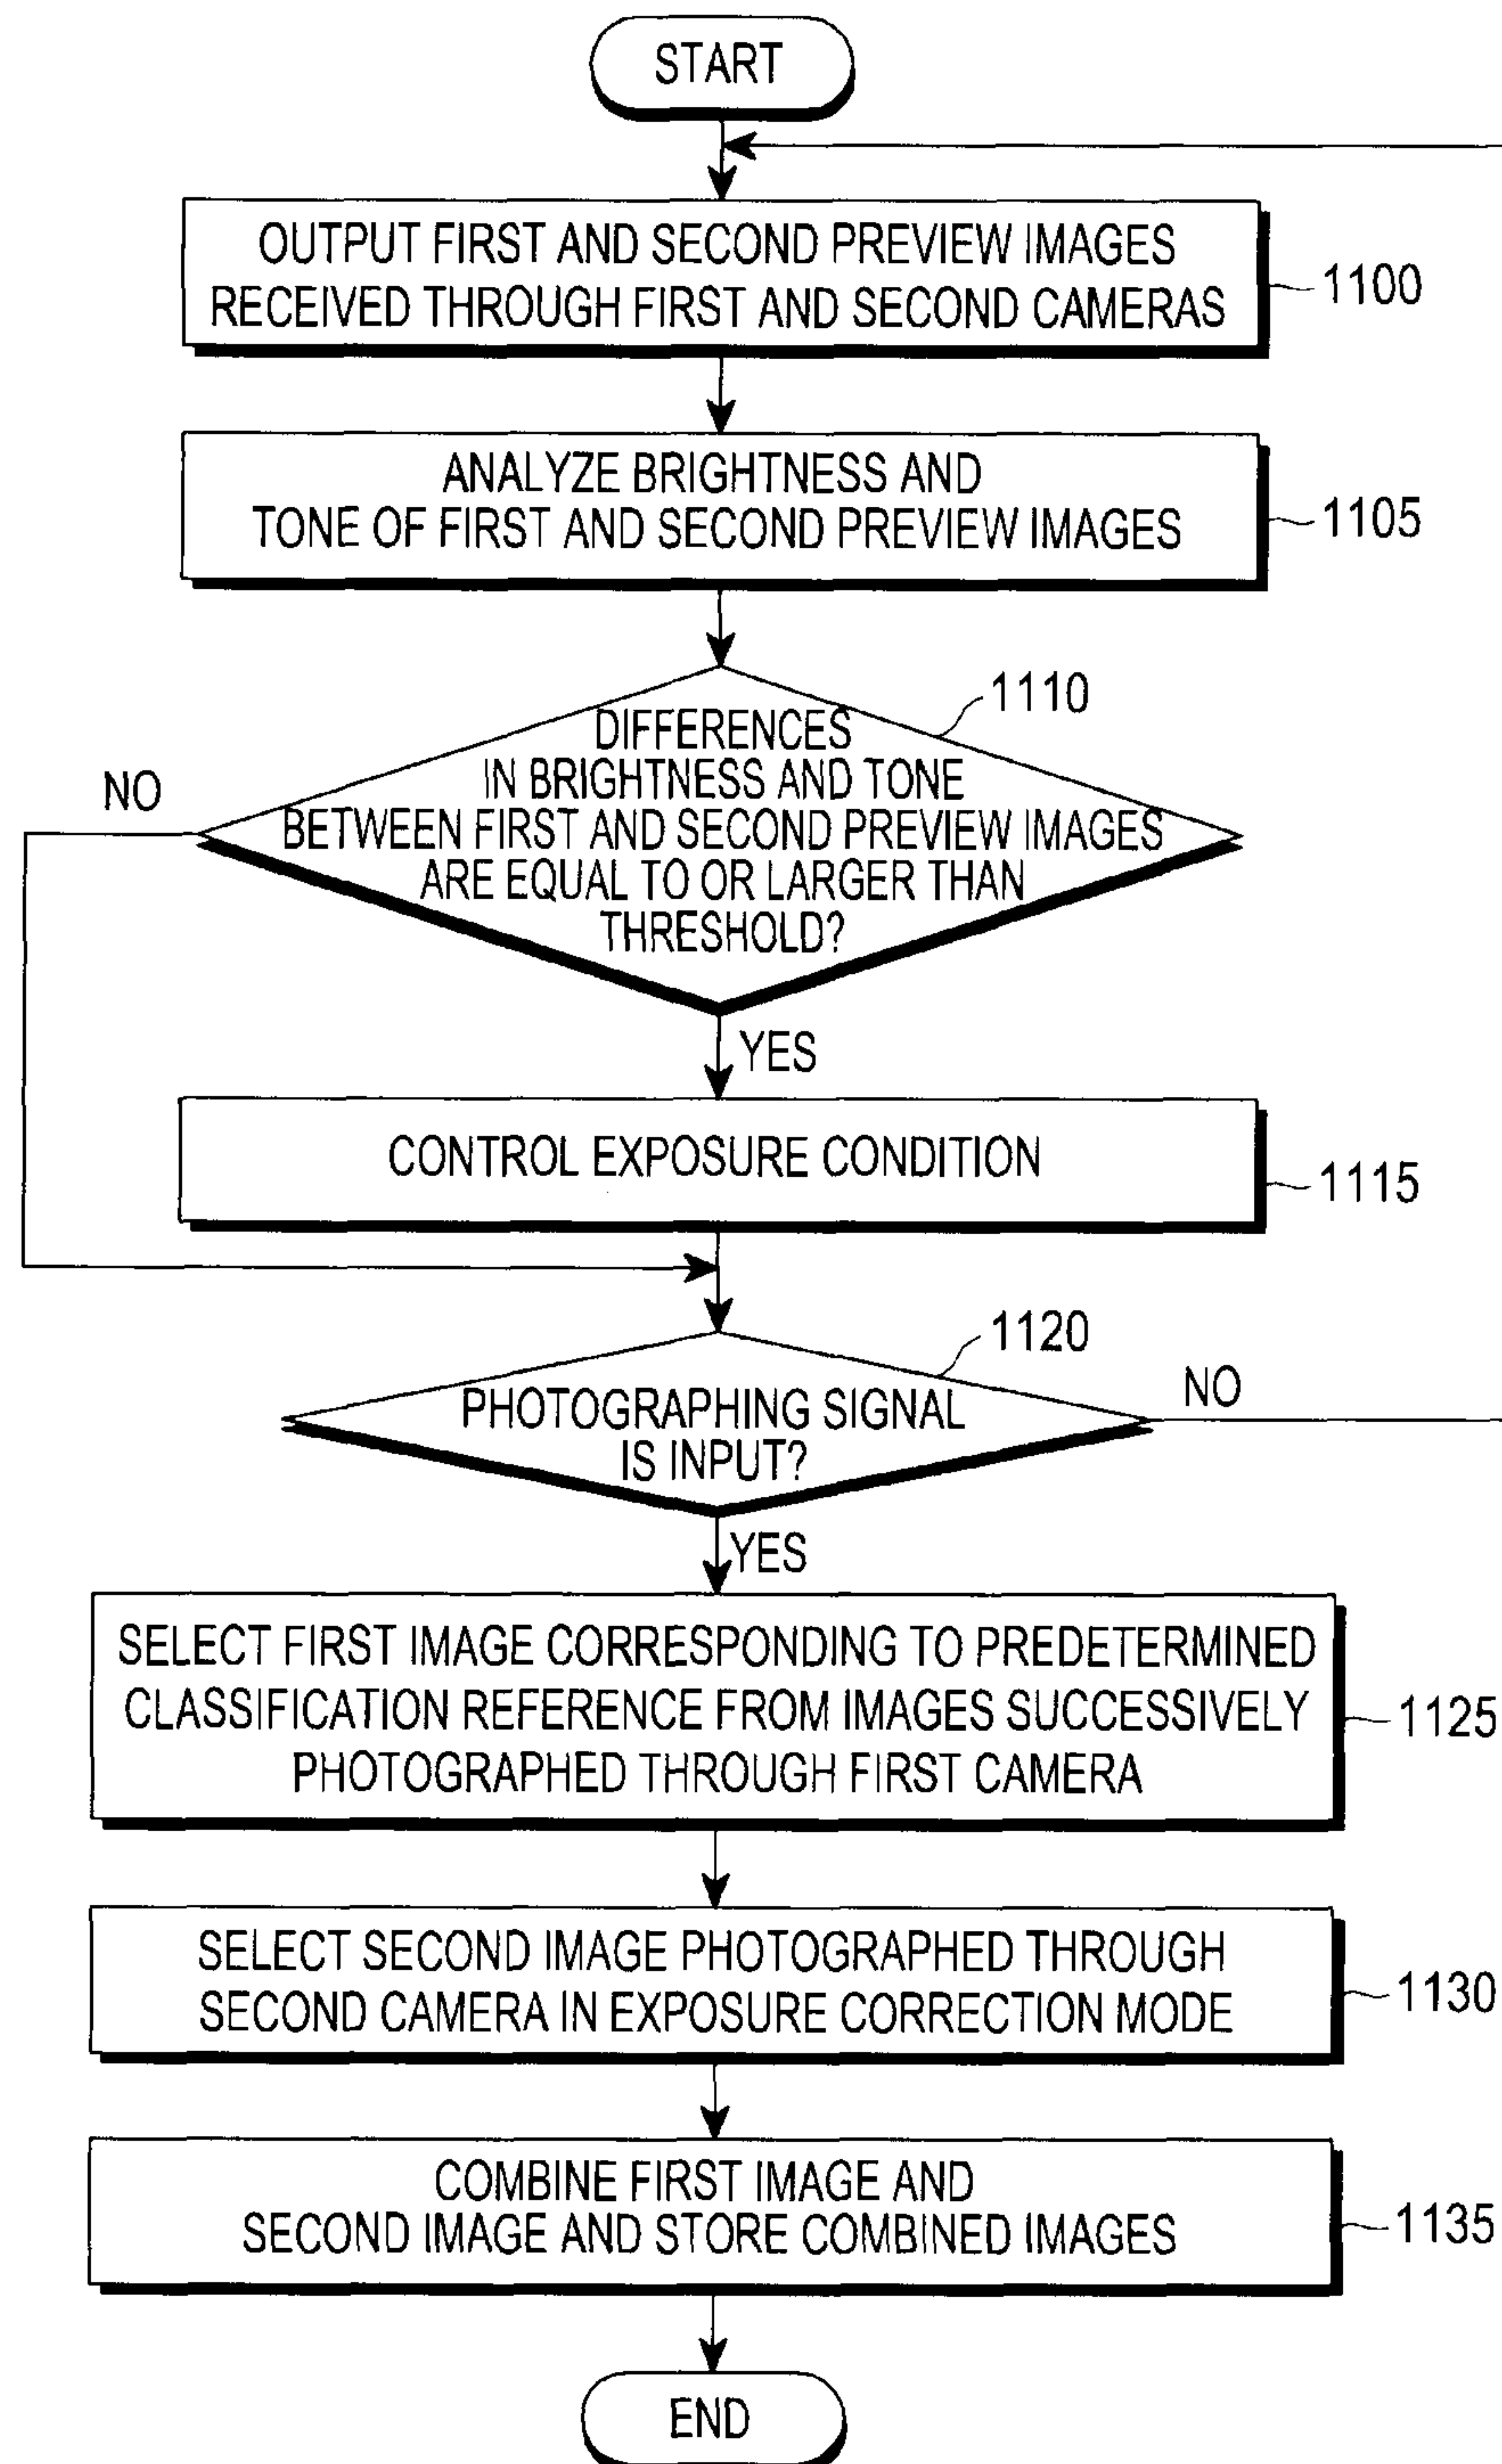 START
OUTPUT FIRST AND SECOND PREVIEW IMAGES
RECEIVED THROUGH FIRST AND SECOND CAMERAS
1100
ANALYZE BRIGHTNESS AND
TONE OF FIRST AND SECOND PREVIEW IMAGES
1105
1110
DIFFERENCES
IN BRIGHTNESS AND TONE
BETWEEN FIRST AND SECOND PREVIEW IMAGES
ARE EQUAL TO OR LARGER THAN
THRESHOLD?
NO
YES
CONTROL EXPOSURE CONDITION
1115
1120
PHOTOGRAPHING SIGNAL
IS INPUT?
NO
YES
SELECT FIRST IMAGE CORRESPONDING TO PREDETERMINED
CLASSIFICATION REFERENCE FROM IMAGES SUCCESSIVELY
PHOTOGRAPHED THROUGH FIRST CAMERA
1125
SELECT SECOND IMAGE PHOTOGRAPHED THROUGH
SECOND CAMERA IN EXPOSURE CORRECTION MODE
1130
COMBINE FIRST IMAGE AND
SECOND IMAGE AND STORE COMBINED IMAGES
1135
END